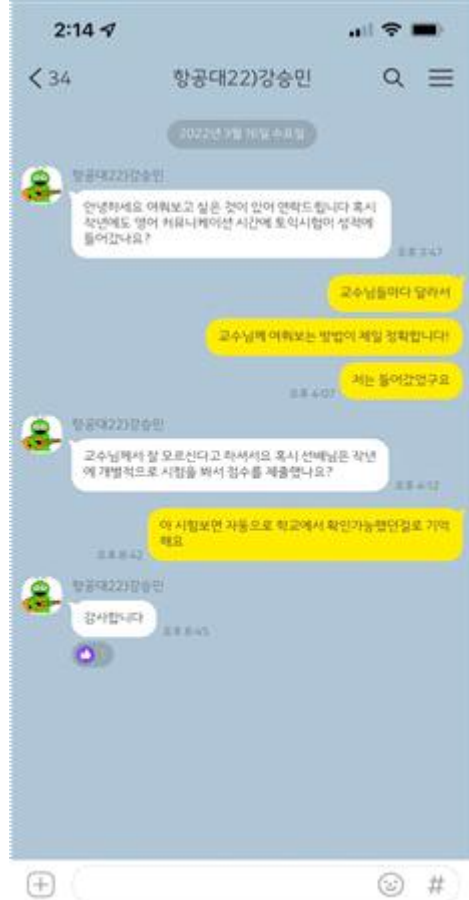 2:14
34
항공대22)강승민
2022년 3월 16일 수요일
항공대22)강승민
안녕하세요 여쭤보고 싶은 것이 있어 연락드립니다 혹시
작년에도 영어 커뮤니케이션 시간에 토익시험이 성적에
들어갔나요?
오후 3:47
교수님들마다 달라서
교수님께 여쭤보는 방법이 제일 정확합니다!
저는 들어갔었구요
오후 4:07
항공대22)강승민
교수님께서 잘 모르신다고 하셔서요 혹시 선배님은 작년
에 개별적으로 시험을 봐서 점수를 제출했나요?
오후 4:12
아 시험보면 자동으로 학교에서 확인가능했던걸로 기억
해요
오후 8:42
항공대22)강승민
감사합니다
오후 8:45
#